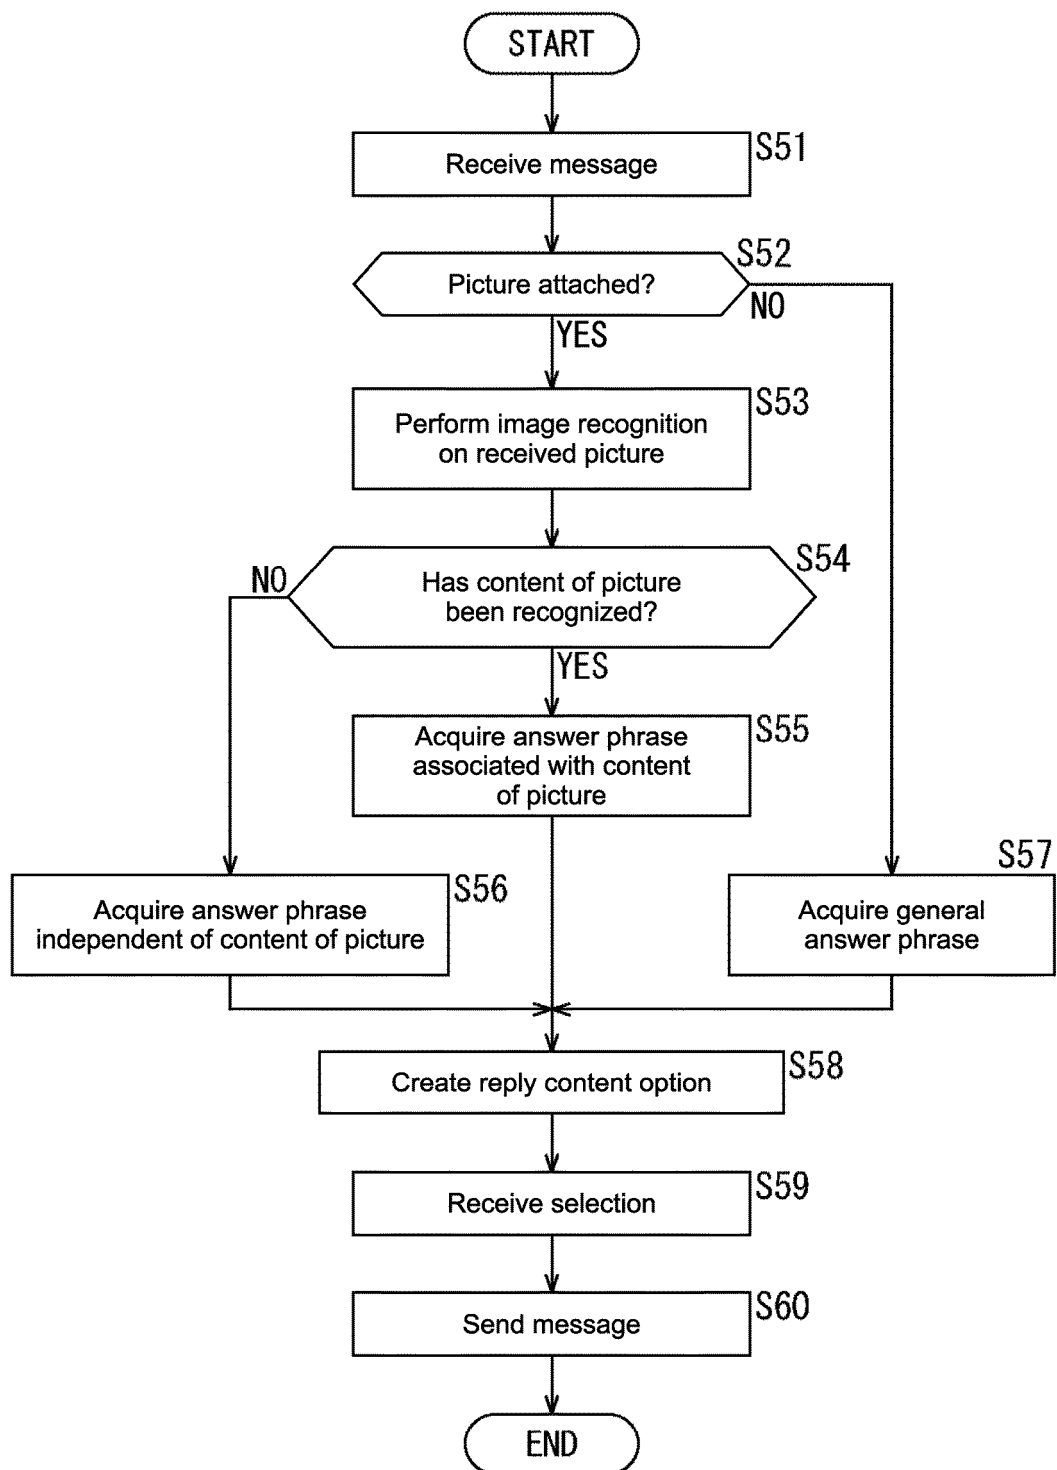 START
S51
Receive message
S52
Picture attached?
NO
YES
S53
Perform image recognition
on received picture
S54
NO
Has content of picture
been recognized?
YES
S55
Acquire answer phrase
associated with content
of picture
S56
Acquire answer phrase
independent of content of picture
S57
Acquire general
answer phrase
S58
Create reply content option
S59
Receive selection
S60
Send message
END